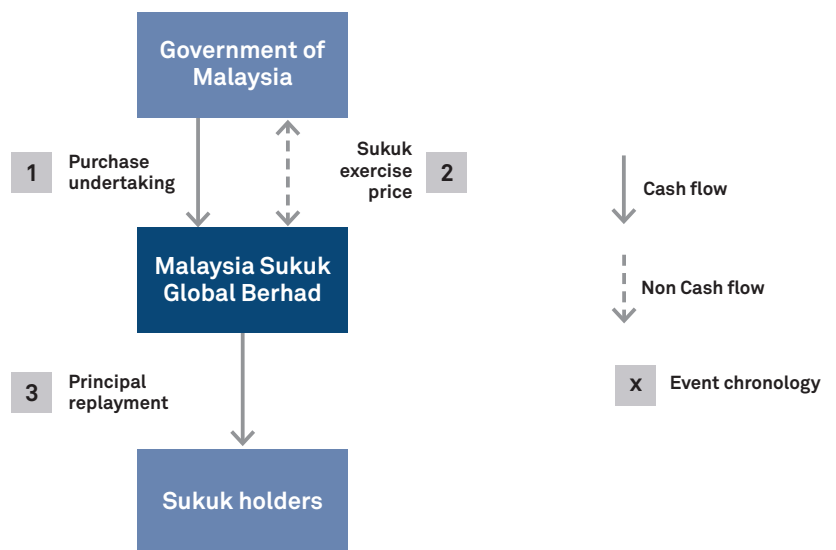 Government of
Malaysia
1
Purchase
undertaking
Sukuk
exercise
price
2
Cash flow
Malaysia Sukuk
Global Berhad
Non Cash flow
3
Principal
replayment
x
Event chronology
Sukuk holders